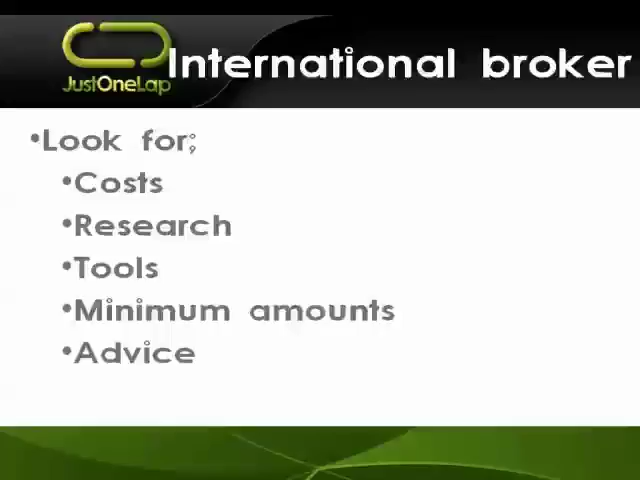 JustOneLap
International broker
•Look for;
•Costs
•Research
•Tools
•Minimum amounts
•Advice